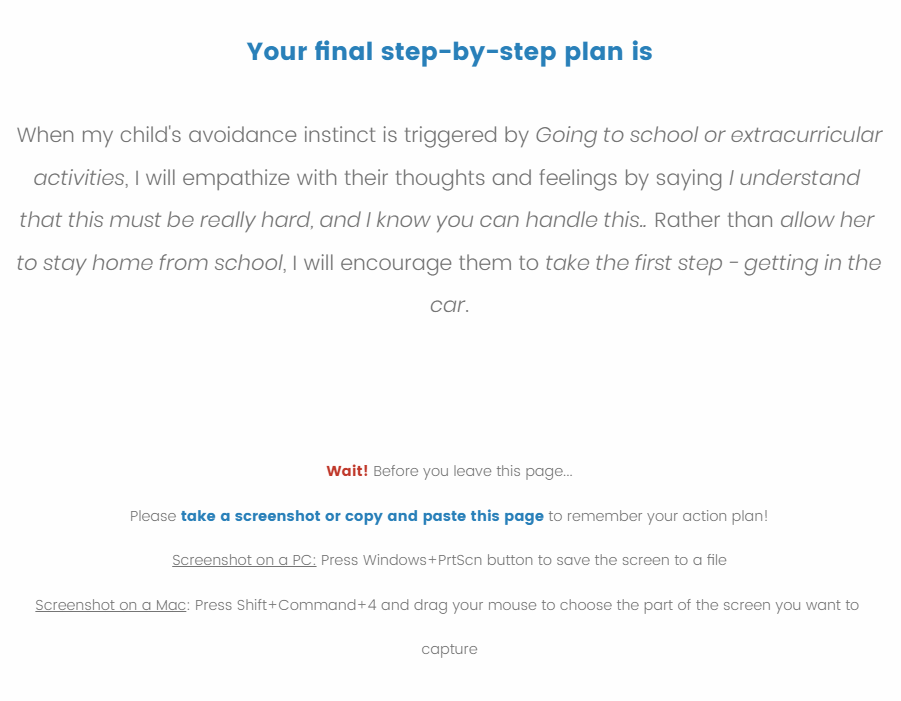 Your final step-by-step plan is
When my child's avoidance instinct is triggered by Going to school or extracurricular
activities, I will empathize with their thoughts and feelings by saying I understand
that this must be really hard, and I know you can handle this.. Rather than allow her
to stay home from school, I will encourage them to take the first step - getting in the
car.
Wait! Before you leave this page...
Please take a screenshot or copy and paste this page to remember your action plan!
Screenshot on a PC: Press Windows+PrtScn button to save the screen to a file
Screenshot on a Mac: Press Shift+Command+4 and drag your mouse to choose the part of the screen you want to
capture